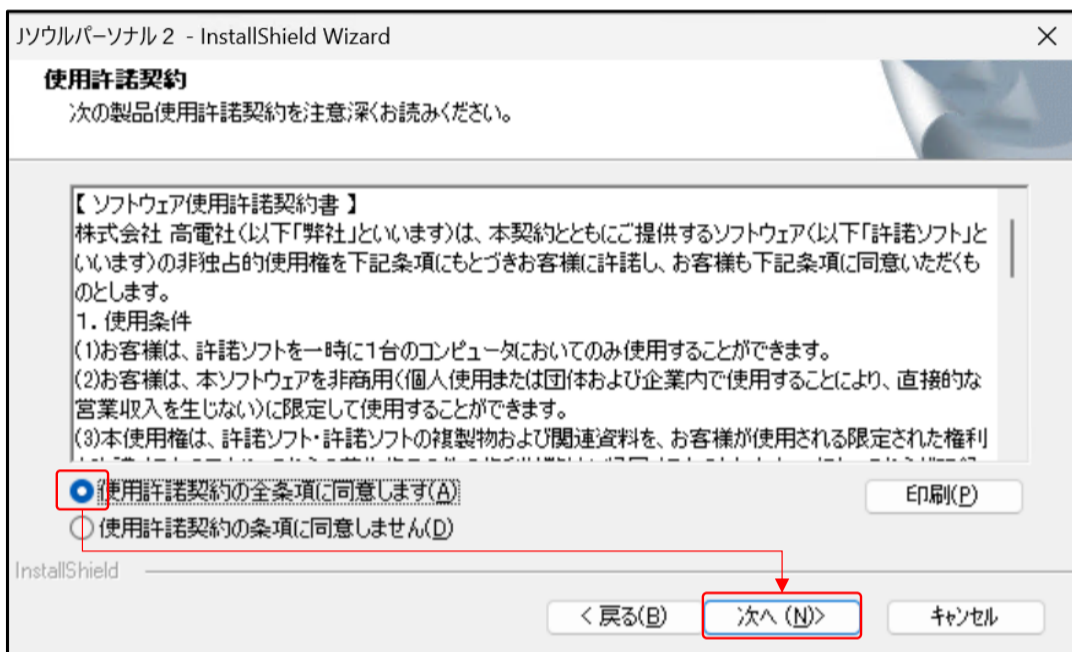 Jソウルパーソナル２ - InstallShield Wizard
使用許諾契約
次の製品使用許諾契約を注意深くお読みください。
【 ソフトウェア使用許諾契約書 】
株式会社 高電社（以下「弊社」といいます）は、本契約とともにご提供するソフトウェア（以下「許諾ソフト」と
いいます）の非独占的使用権を下記条項にもとづきお客様に許諾し、お客様も下記条項に同意いただくも
のとします。
１．使用条件
(1)お客様は、許諾ソフトを一時に１台のコンピュータにおいてのみ使用することができます。
(2)お客様は、本ソフトウェアを非商用（個人使用または団体および企業内で使用することにより、直接的な
営業収入を生じない）に限定して使用することができます。
(3)本使用権は、許諾ソフト・許諾ソフトの複製物および関連資料を、お客様が使用される限定された権利
使用許諾契約の全条項に同意します(A)
印刷(P)
使用許諾契約の条項に同意しません(D)
InstallShield
< 戻る(B)
次へ (N)>
キャンセル